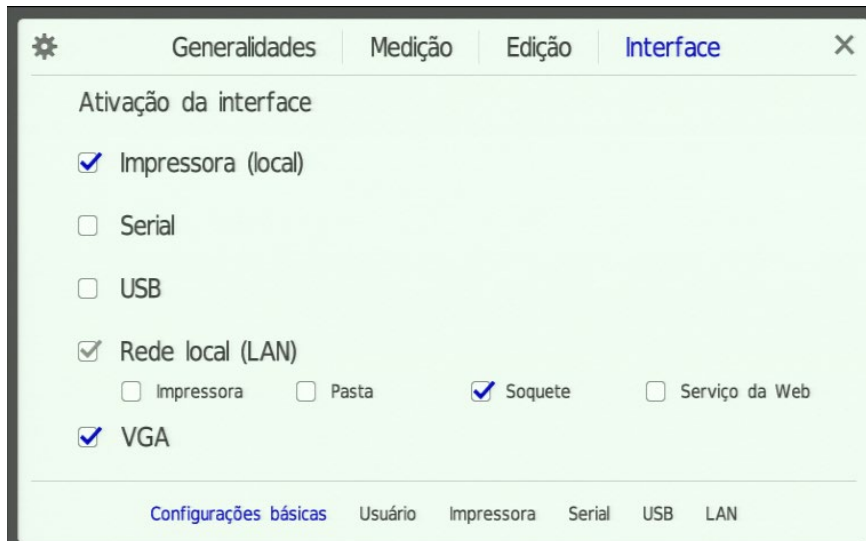 Generalidades Medição Edição Interface
Ativação da interface
Impressora (local)
Serial
USB
Rede local (LAN)
Impressora Pasta Soquete Serviço da Web
VGA
Configurações básicas Usuário Impressora Serial USB LAN